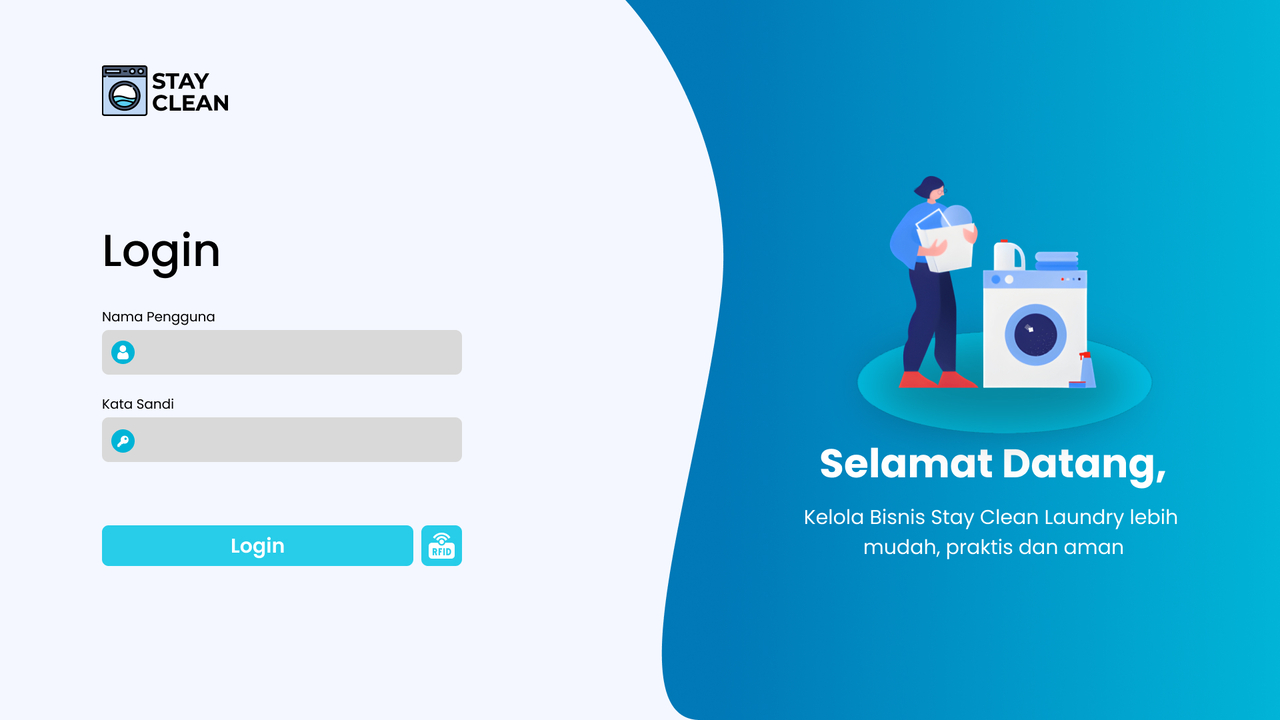 STAY
CLEAN
Login
Nama Pengguna
Kata Sandi
Login
RFID
Selamat Datang,
Kelola Bisnis Stay Clean Laundry lebih
mudah, praktis dan aman